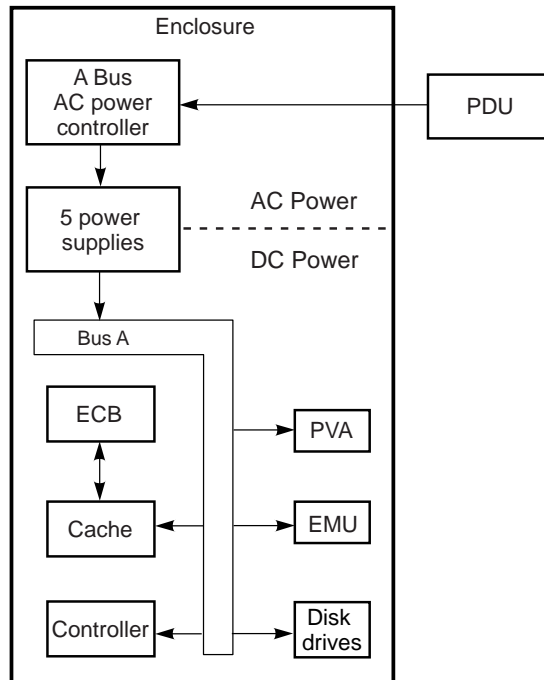 Enclosure
A Bus
AC power
controller
PDU
5 power
supplies
AC Power
DC Power
Bus A
ECB
PVA
Cache
EMU
Controller
Disk
drives